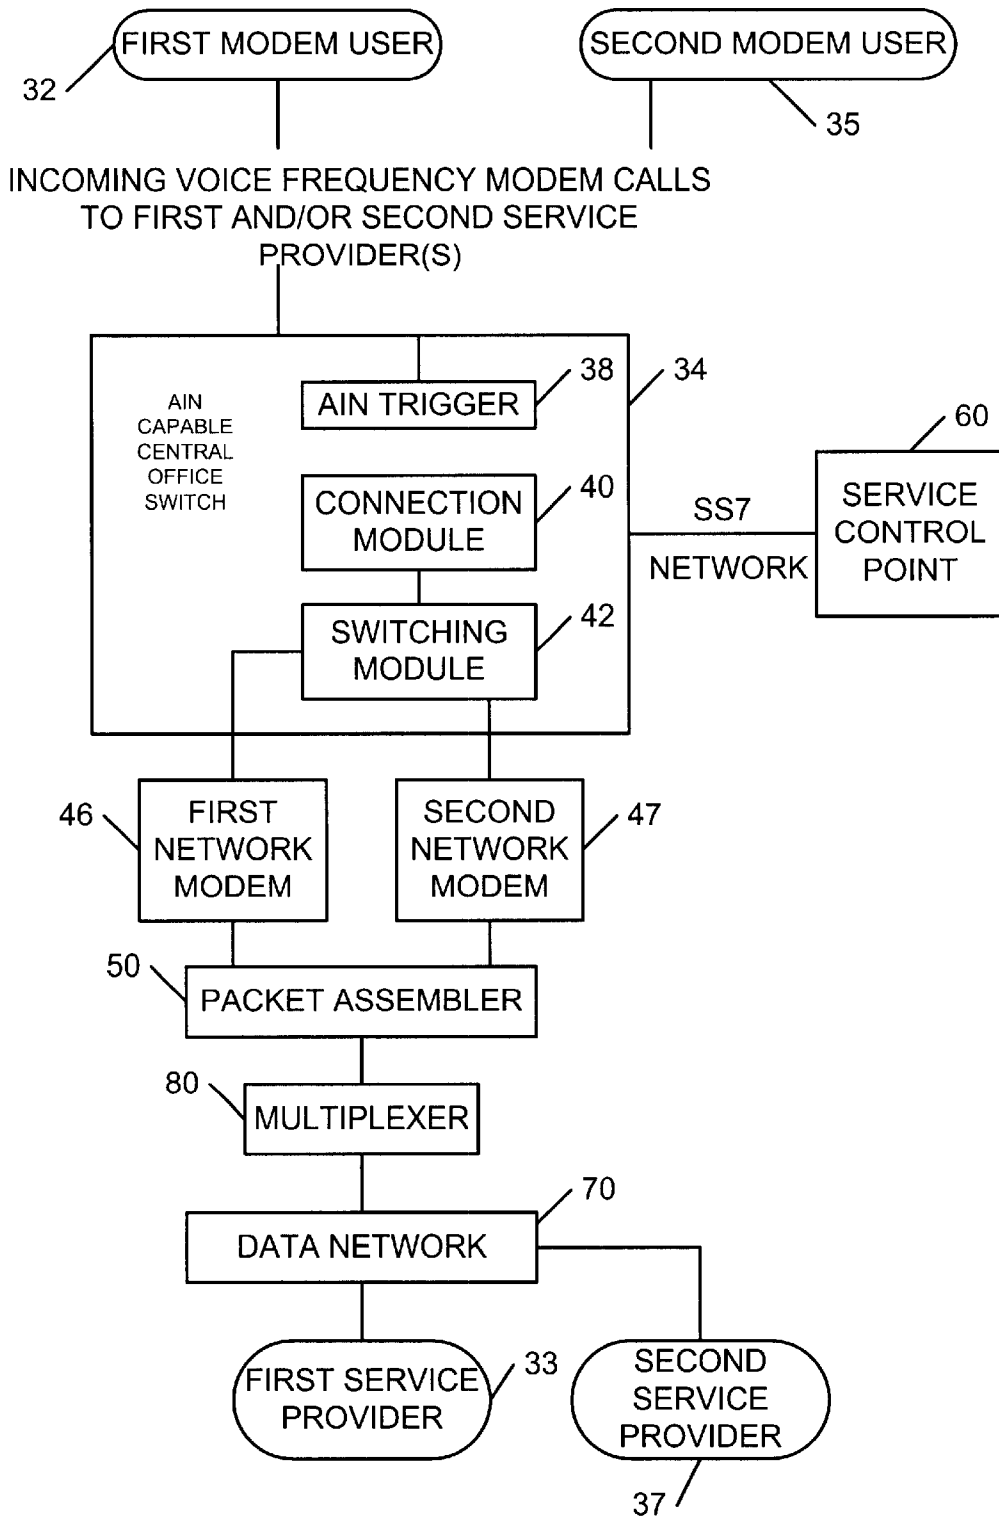 FIRST MODEM USER
SECOND MODEM USER
32
35
INCOMING VOICE FREQUENCY MODEM CALLS
TO FIRST AND/OR SECOND SERVICE
PROVIDER(S)
38
34
AIN TRIGGER
AIN
CAPABLE
CENTRAL
OFFICE
SWITCH
60
40
CONNECTION
MODULE
SS7
NETWORK
SERVICE
CONTROL
POINT
42
SWITCHING
MODULE
46
FIRST
NETWORK
MODEM
SECOND
NETWORK
MODEM
47
50
PACKET ASSEMBLER
80
MULTIPLEXER
70
DATA NETWORK
FIRST SERVICE
PROVIDER
33
SECOND
SERVICE
PROVIDER
37